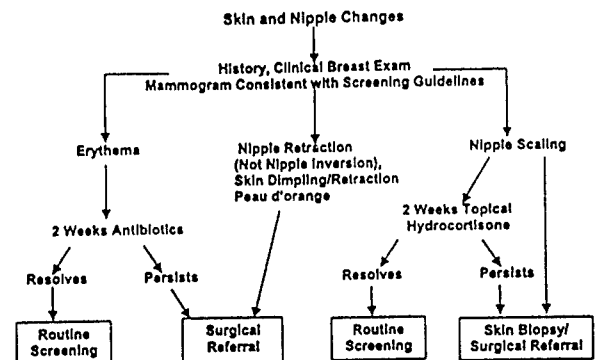 Skin and Nipple Changes
History, Clinical Breast Exam
Mammogram Consistent with Screening Guidelines
Erythema
Nipple Retraction
(Not Nipple Inversion),
Skin Dimpling/Retraction
Peau d'orange
Nipple Scaling
2 Weeks Antibiotics
2 Weeks Topical
Hydrocortisone
Resolves
Persists
Resolves
Persists
Routine
Screening
Surgical
Referral
Routine
Screening
Skin Biopsy/
Surgical Referral